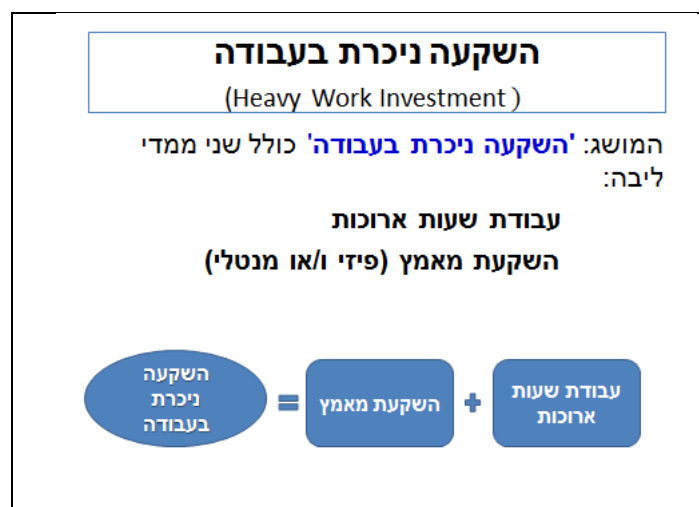 השקעה ניכרת בעבודה
(Heavy Work Investment )
המושג: 'השקעה ניכרת בעבודה' כולל שני ממדי
ליבה:
עבודת שעות ארוכות
השקעת מאמץ (פיזי ו/או מנטלי)
עבודת שעות
ארוכות
+
השקעת מאמץ
=
השקעה
ניכרת
בעבודה